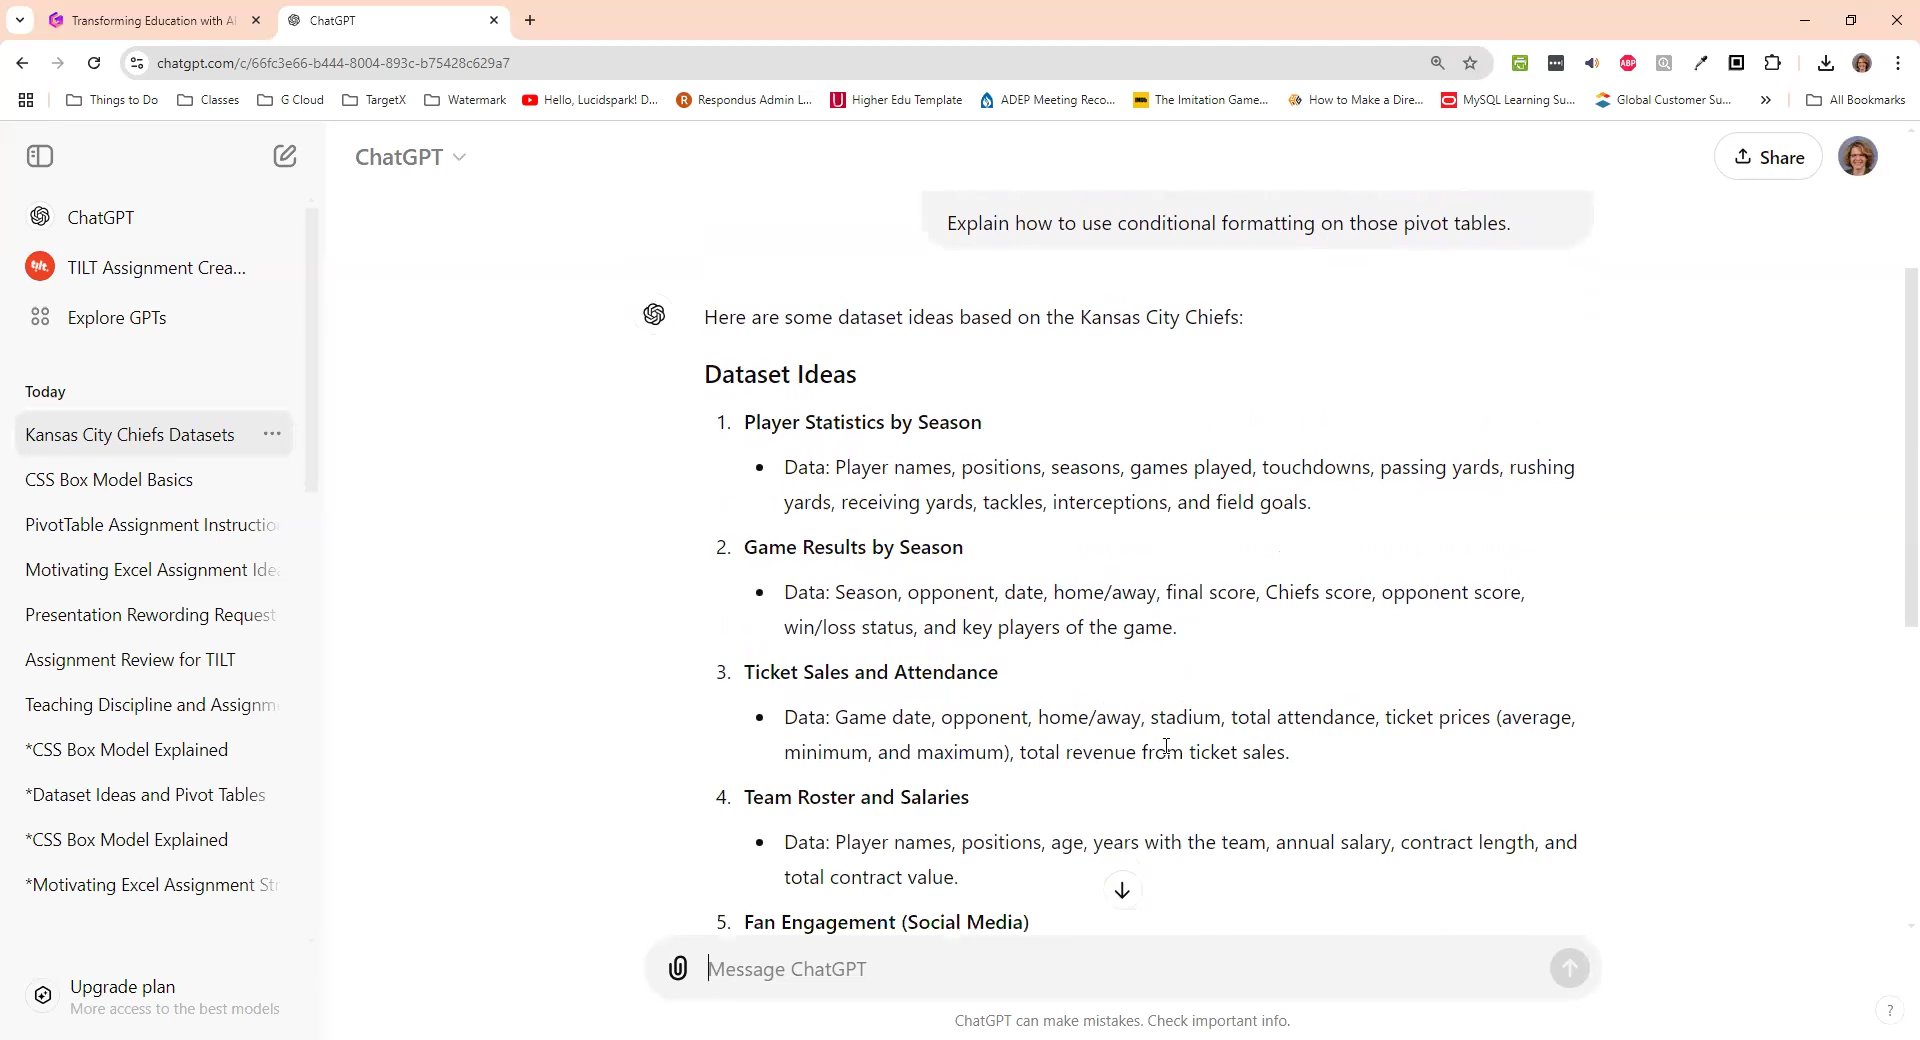 Transforming Education with AI
ChatGPT
chatgpt.com/c/66fc3e66-b444-8004-893c-b75428c629a7
ABP
Things to Do
Classes
G Cloud
TargetX
Watermark
Hello, Lucidspark! D...
Respondus Admin L...
Higher Edu Template
ADEP Meeting Reco...
The Imitation Game...
How to Make a Dire...
MySQL Learning Su...
Global Customer Su...
All Bookmarks
ChatGPT
Share
ChatGPT
tilt.
TILT Assignment Crea...
Explore GPTs
Today
Kansas City Chiefs Datasets
CSS Box Model Basics
PivotTable Assignment Instructio
Motivating Excel Assignment Ide
Presentation Rewording Request
Assignment Review for TILT
Teaching Discipline and Assignm
*CSS Box Model Explained
*Dataset Ideas and Pivot Tables
*CSS Box Model Explained
*Motivating Excel Assignment Str
Upgrade plan
More access to the best models
Explain how to use conditional formatting on those pivot tables.
Here are some dataset ideas based on the Kansas City Chiefs:
Dataset Ideas
1. Player Statistics by Season
• Data: Player names, positions, seasons, games played, touchdowns, passing yards, rushing
yards, receiving yards, tackles, interceptions, and field goals.
2. Game Results by Season
• Data: Season, opponent, date, home/away, final score, Chiefs score, opponent score,
win/loss status, and key players of the game.
3. Ticket Sales and Attendance
• Data: Game date, opponent, home/away, stadium, total attendance, ticket prices (average,
minimum, and maximum), total revenue from ticket sales.
4. Team Roster and Salaries
• Data: Player names, positions, age, years with the team, annual salary, contract length, and
total contract value.
5. Fan Engagement (Social Media)
Message ChatGPT
ChatGPT can make mistakes. Check important info.
?